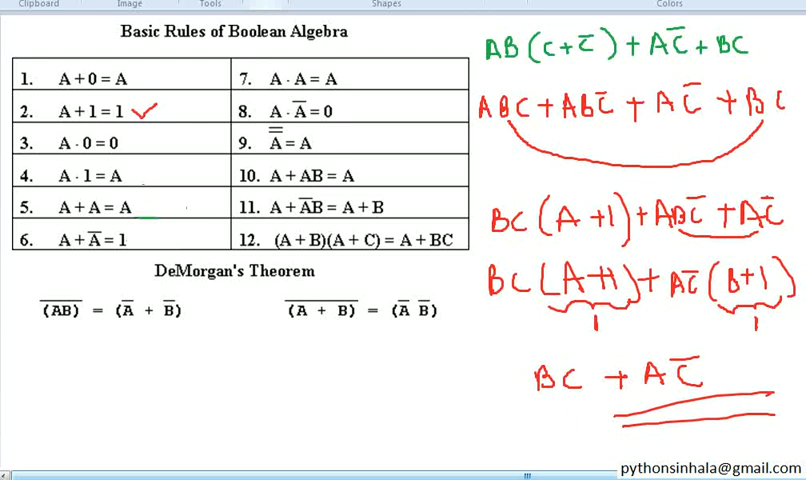 Clipboard Image Tools Shapes Colors
Basic Rules of Boolean Algebra
1. A + 0 = A 7. A · A = A
2. A + 1 = 1 8. A · A̅ = 0
3. A · 0 = 0 9. A̿ = A
4. A · 1 = A 10. A + AB = A
5. A + A = A 11. A + A̅B = A + B
6. A + A̅ = 1 12. (A + B)(A + C) = A + BC
DeMorgan's Theorem
(A̅B̅) = (A̅ + B̅) (A̅ ̅+̅ ̅B̅) = (A̅ B̅)
AB(C+C̅)+AC̅+BC
ABC+ABC̅+AC̅+BC
BC(A+1)+ABC̅+AC̅
BC(A+1)+AC̅(B+1)
1 1
BC + AC̅
pythonsinhala@gmail.com